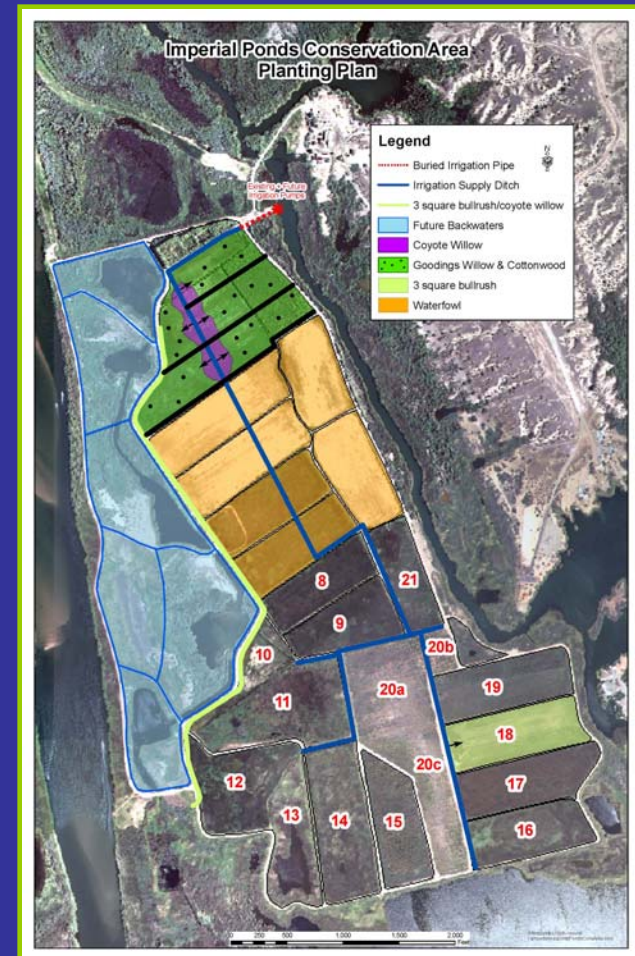 Imperial Ponds Conservation Area
Planting Plan
Legend
N
Buried Irrigation Pipe
Irrigation Supply Ditch
3 square bullrush/coyote willow
Future Backwaters
Coyote Willow
Goodings Willow & Cottonwood
3 square bullrush
Waterfowl
Existing + Future
Irrigation Pumps
8
21
9
10
20b
20a
19
11
18
20c
12
17
13
14
15
16
0 250 500 1,000 1,500 2,000
Feet